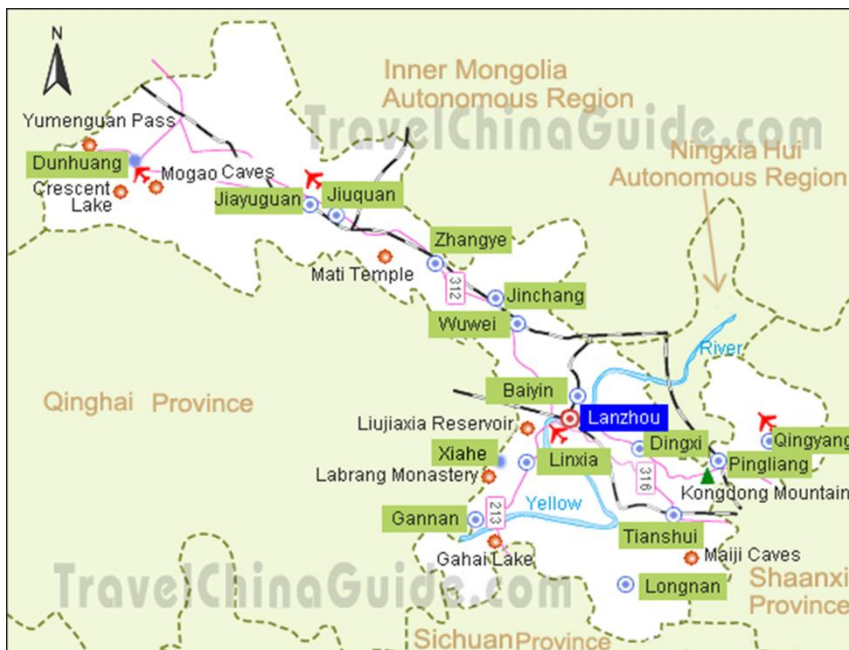 N
Inner Mongolia
Autonomous Region
TravelChinaGuide.com
Yumenguan Pass
Ningxia Hui
Autonomous Region
Dunhuang
Mogao Caves
Crescent
Lake
Jiayuguan
Jiuquan
Zhangye
Mati Temple
312
Jinchang
Wuwei
River
Baiyin
Qinghai Province
Liujiaxia Reservoir
Lanzhou
Dingxi
Qingyang
Xiahe
Linxia
Pingliang
Labrang Monastery
316
Kongdong Mountain
213
Yellow
Gannan
Tianshui
Gahai Lake
Maiji Caves
TravelChinaGuide.com
Longnan
Shaanxi
Province
Sichuan Province